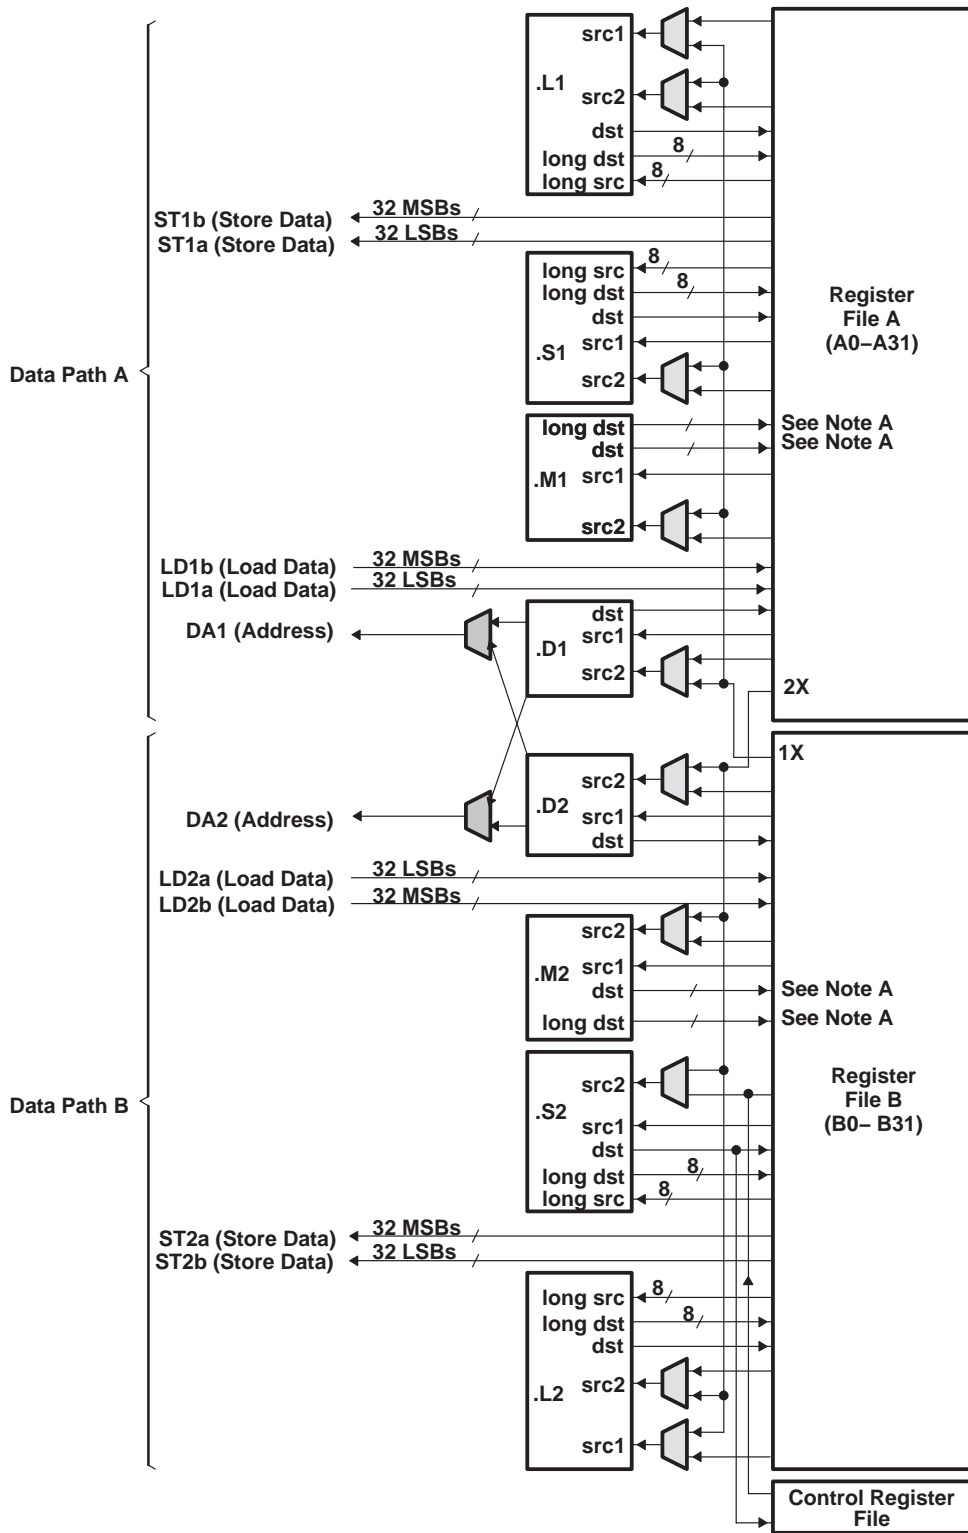 src1
.L1
src2
dst
long dst
8
long src
8
ST1b (Store Data)
32 MSBs
ST1a (Store Data)
32 LSBs
long src
8
long dst
8
dst
.S1
src1
src2
Register
File A
(A0–A31)
Data Path A
long dst
See Note A
dst
See Note A
.M1
src1
src2
LD1b (Load Data)
32 MSBs
LD1a (Load Data)
32 LSBs
DA1 (Address)
dst
src1
.D1
src2
2X
1X
src2
.D2
src1
dst
DA2 (Address)
LD2a (Load Data)
32 LSBs
LD2b (Load Data)
32 MSBs
src2
.M2
src1
dst
See Note A
long dst
See Note A
src2
.S2
src1
dst
long dst
8
long src
8
Register
File B
(B0– B31)
Data Path B
ST2a (Store Data)
32 MSBs
ST2b (Store Data)
32 LSBs
long src
8
long dst
8
dst
.L2
src2
src1
Control Register
File